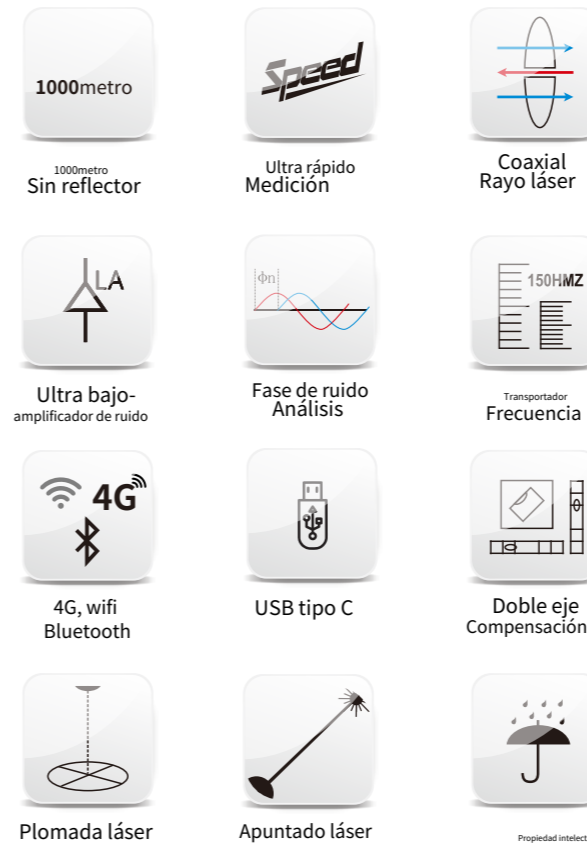 1000metro
Speed
1000metro
Sin reflector
Ultra rápido
Medición
Coaxial
Rayo láser
LA
ϕn
150HMZ
Ultra bajo-
amplificador de ruido
Fase de ruido
Análisis
Transportador
Frecuencia
4G
4G, wifi
Bluetooth
USB tipo C
Doble eje
Compensación
Plomada láser
Apuntado láser
Propiedad intelect